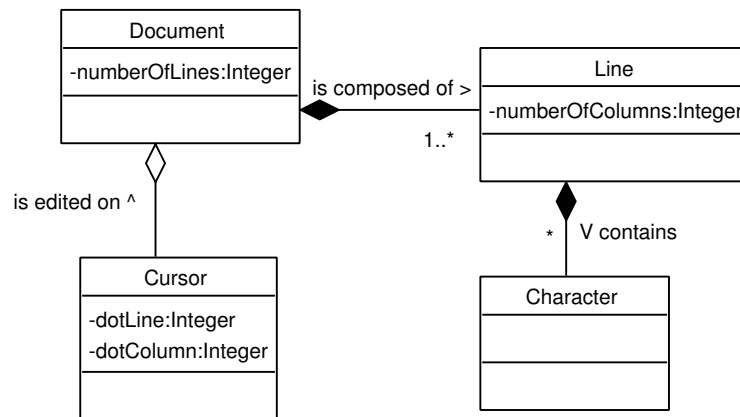 Document
-numberOfLines:Integer
is composed of >
1..*
Line
-numberOfColumns:Integer
is edited on ^
*
V contains
Cursor
-dotLine:Integer
-dotColumn:Integer
Character